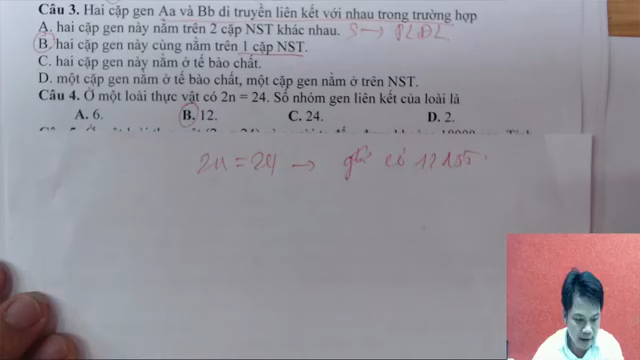 Câu 3. Hai cặp gen Aa và Bb di truyền liên kết với nhau trong trường hợp
A. hai cặp gen này nằm trên 2 cặp NST khác nhau. S → PLĐL
B. hai cặp gen này cùng nằm trên 1 cặp NST.
C. hai cặp gen này nằm ở tế bào chất.
D. một cặp gen nằm ở tế bào chất, một cặp gen nằm ở trên NST.
Câu 4. Ở một loài thực vật có 2n = 24. Số nhóm gen liên kết của loài là
A. 6. B. 12. C. 24. D. 2.
2n = 24 → có 12